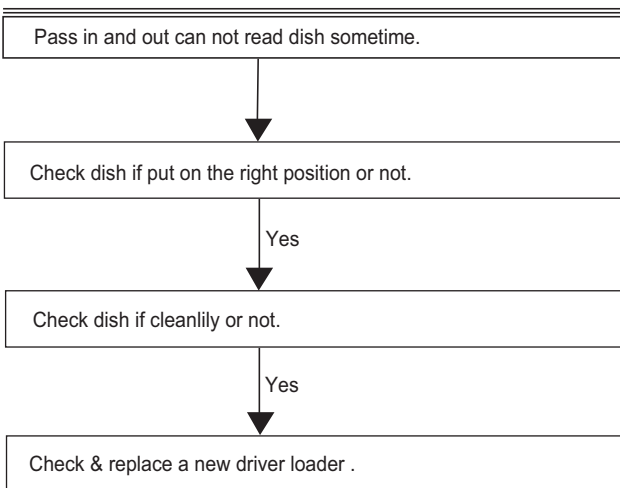 Pass in and out can not read dish sometime.
Check dish if put on the right position or not.
Yes
Check dish if cleanlily or not.
Yes
Check & replace a new driver loader .